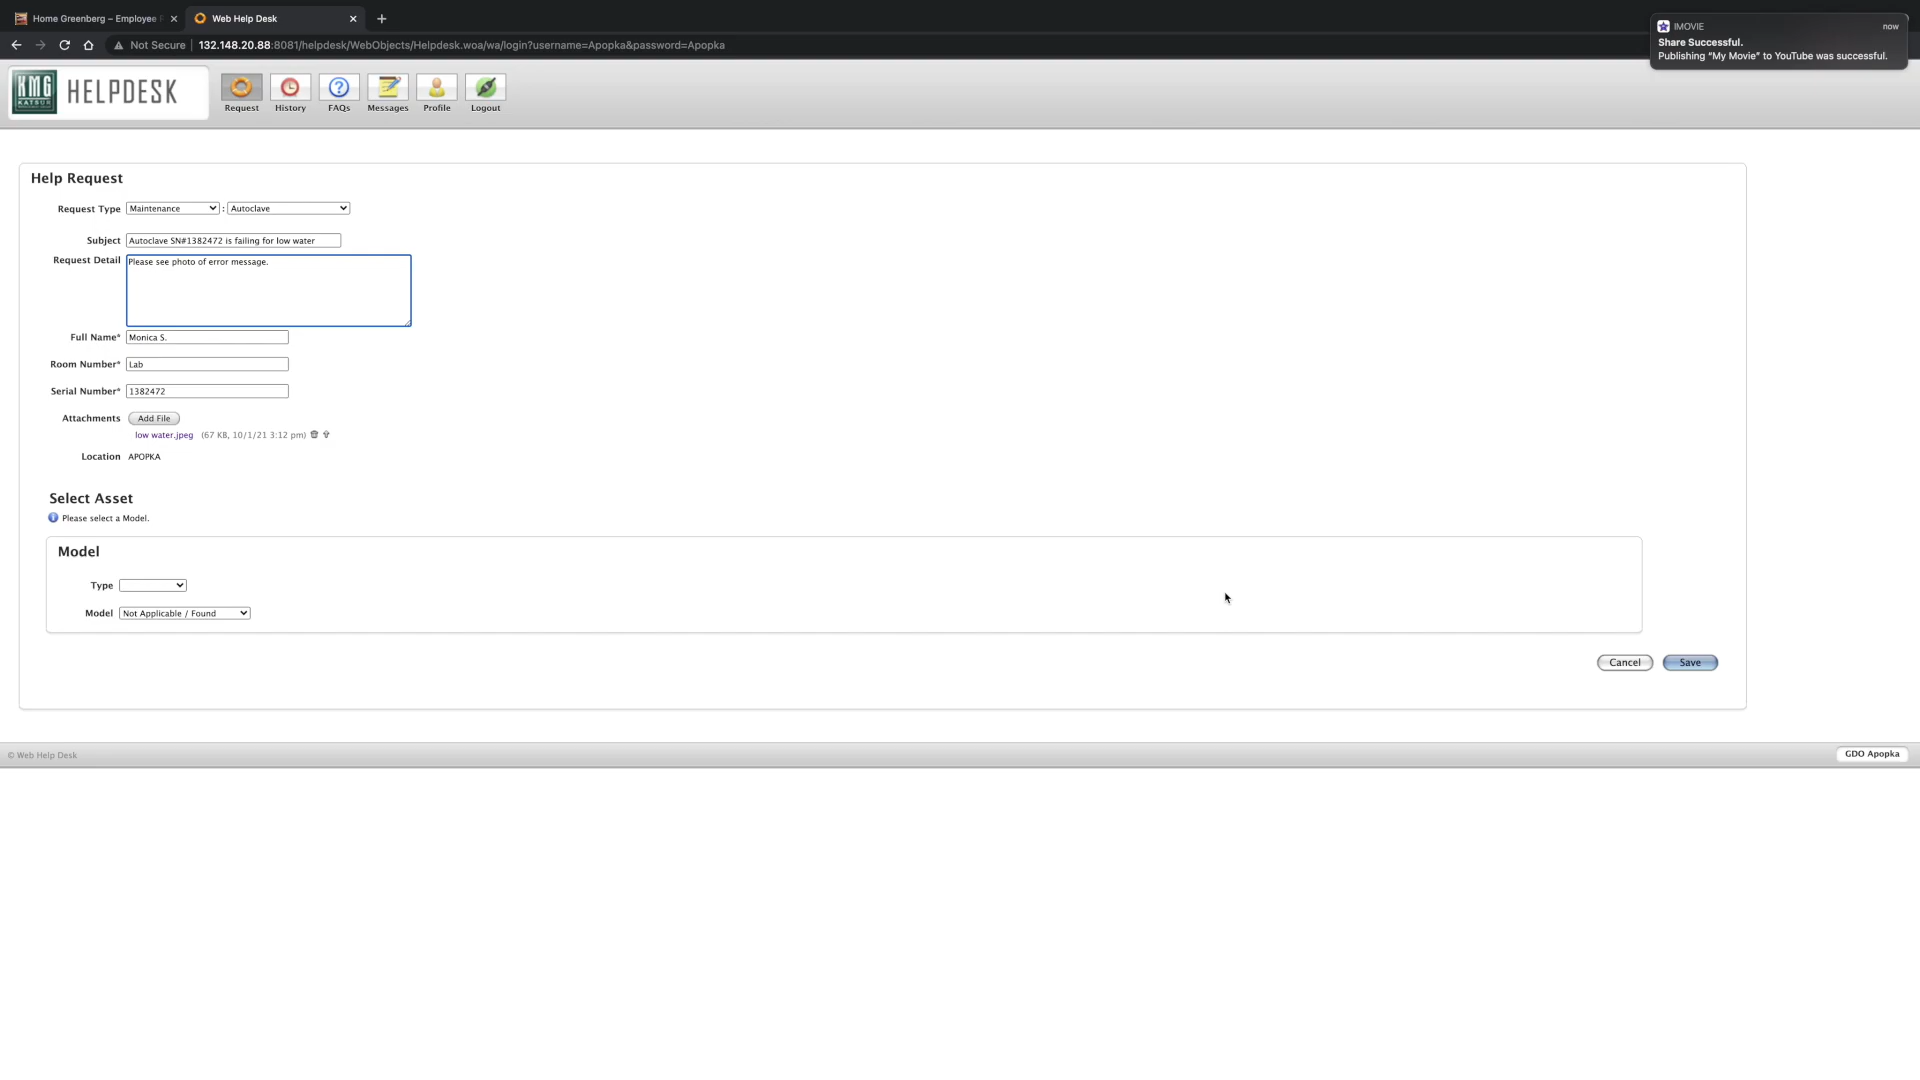 Home Greenberg – Employee
Web Help Desk
Not Secure
132.148.20.88:8081/helpdesk/WebObjects/Helpdesk.woa/wa/login?username=Apopka&password=Apopka
IMOVIE
now
Share Successful.
Publishing "My Movie" to YouTube was successful.
KMG
KATSUR
HELPDESK
Request
History
FAQs
Messages
Profile
Logout
Help Request
Request Type Maintenance : Autoclave
Subject Autoclave SN#1382472 is failing for low water
Request Detail Please see photo of error message.
Full Name* Monica S.
Room Number* Lab
Serial Number* 1382472
Attachments Add File
low water.jpeg (67 KB, 10/1/21 3:12 pm)
Location APOPKA
Select Asset
Please select a Model.
Model
Type
Model Not Applicable / Found
Cancel
Save
© Web Help Desk
GDO Apopka